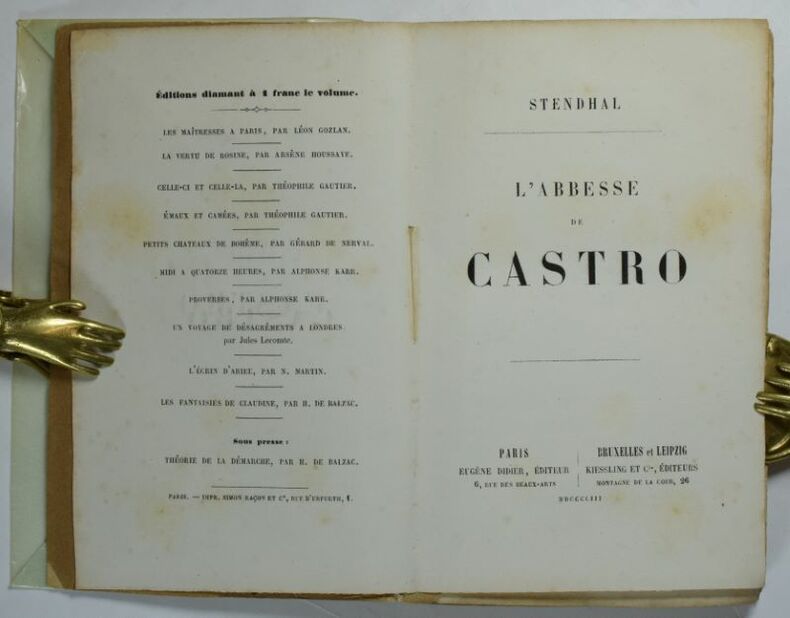 Éditions diamant à 1 franc le volume.
LES MAÎTRESSES A PARIS, PAR LÉON GOZLAN.
LA VERTU DE ROSINE, PAR ARSÈNE HOUSSAYE.
CELLE-CI ET CELLE-LA, PAR THÉOPHILE GAUTIER.
ÉMAUX ET CAMÉES, PAR THÉOPHILE GAUTIER.
PETITS CHATEAUX DE BOHÊME, PAR GÉRARD DE NERVAL.
MIDI A QUATORZE HEURES, PAR ALPHONSE KARR.
PROVERBES, PAR ALPHONSE KARR.
UN VOYAGE DE DÉSAGRÉMENTS A LONDRES
par Jules Lecomte.
L'ÉCRIN D'ARIEL, PAR N. MARTIN.
LES FANTAISIES DE CLAUDINE, PAR H. DE BALZAC.
Sous presse:
THÉORIE DE LA DÉMARCHE, PAR H. DE BALZAC.
PARIS. — IMPR. SIMON RAÇON ET Cie, RUE D'ERFURTH, 1.
STENDHAL
L'ABBESSE
DE
CASTRO
PARIS
EUGÈNE DIDIER, ÉDITEUR
6, RUE DES BEAUX-ARTS
BRUXELLES et LEIPZIG
KIESSLING ET Cie, ÉDITEURS
MONTAGNE DE LA COUR, 26
MDCCCLIII